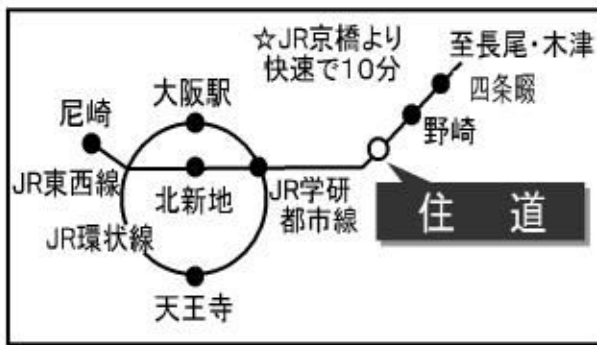 ☆JR京橋より
快速で10分
至長尾・木津
四条畷
野崎
大阪駅
尼崎
JR東西線
北新地
JR学研
都市線
住 道
JR環状線
天王寺